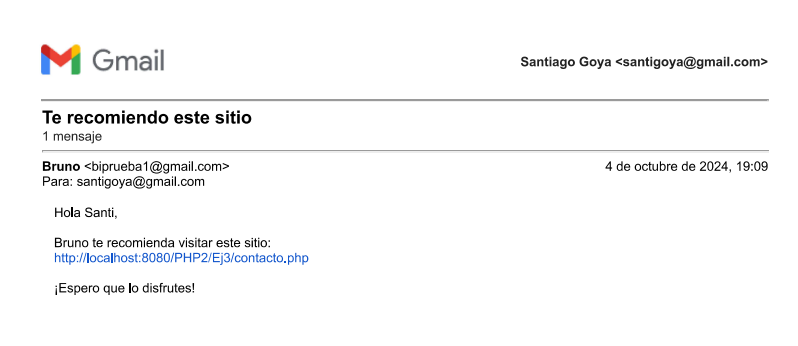 Gmail
Santiago Goya <santigoya@gmail.com>
Te recomiendo este sitio
1 mensaje
Bruno <biprueba1@gmail.com>
4 de octubre de 2024, 19:09
Para: santigoya@gmail.com
Hola Santi,
Bruno te recomienda visitar este sitio:
http://localhost:8080/PHP2/Ej3/contacto.php
¡Espero que lo disfrutes!